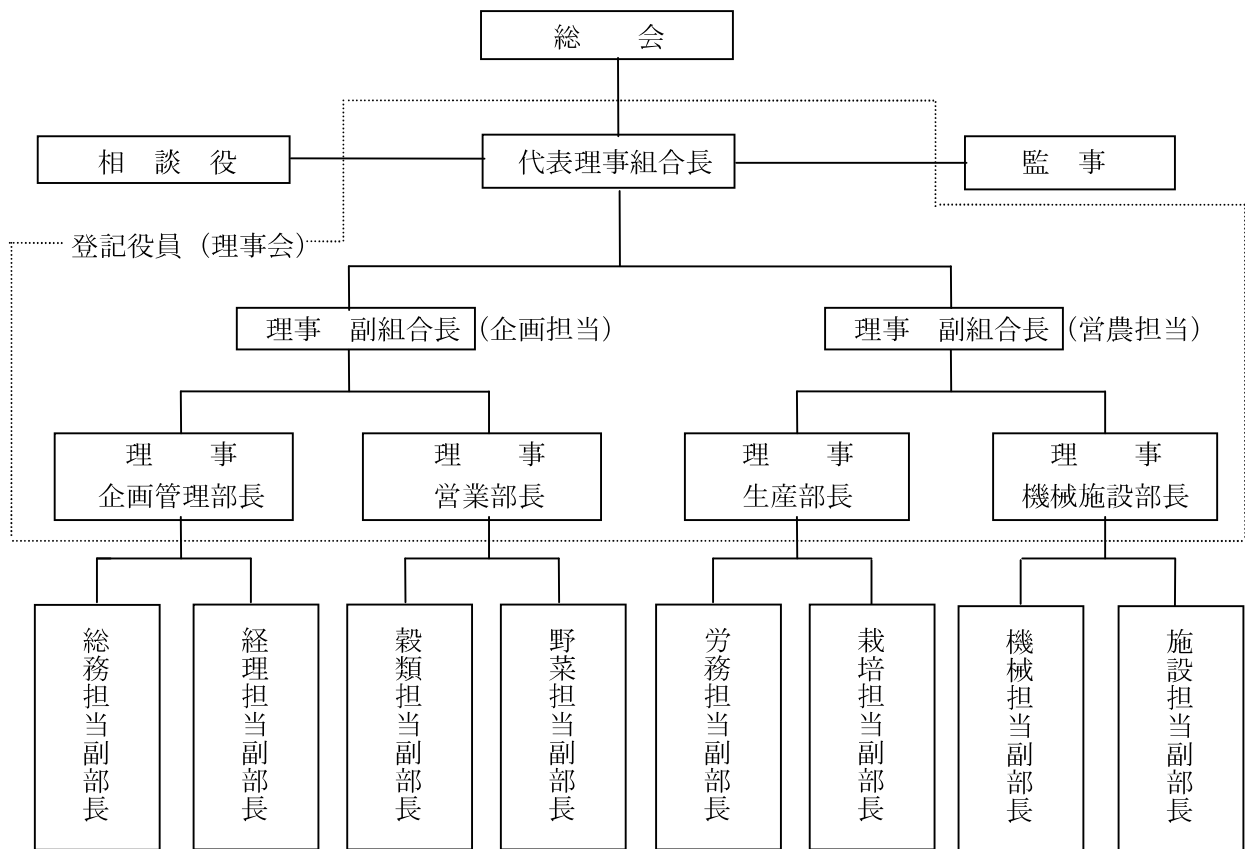 総　会
相　談　役
代表理事組合長
監　事
登記役員（理事会）
理事　副組合長
（企画担当）
理事　副組合長
（営農担当）
理　事
企画管理部長
理　事
営業部長
理　事
生産部長
理　事
機械施設部長
総務担当副部長
経理担当副部長
穀類担当副部長
野菜担当副部長
労務担当副部長
栽培担当副部長
機械担当副部長
施設担当副部長